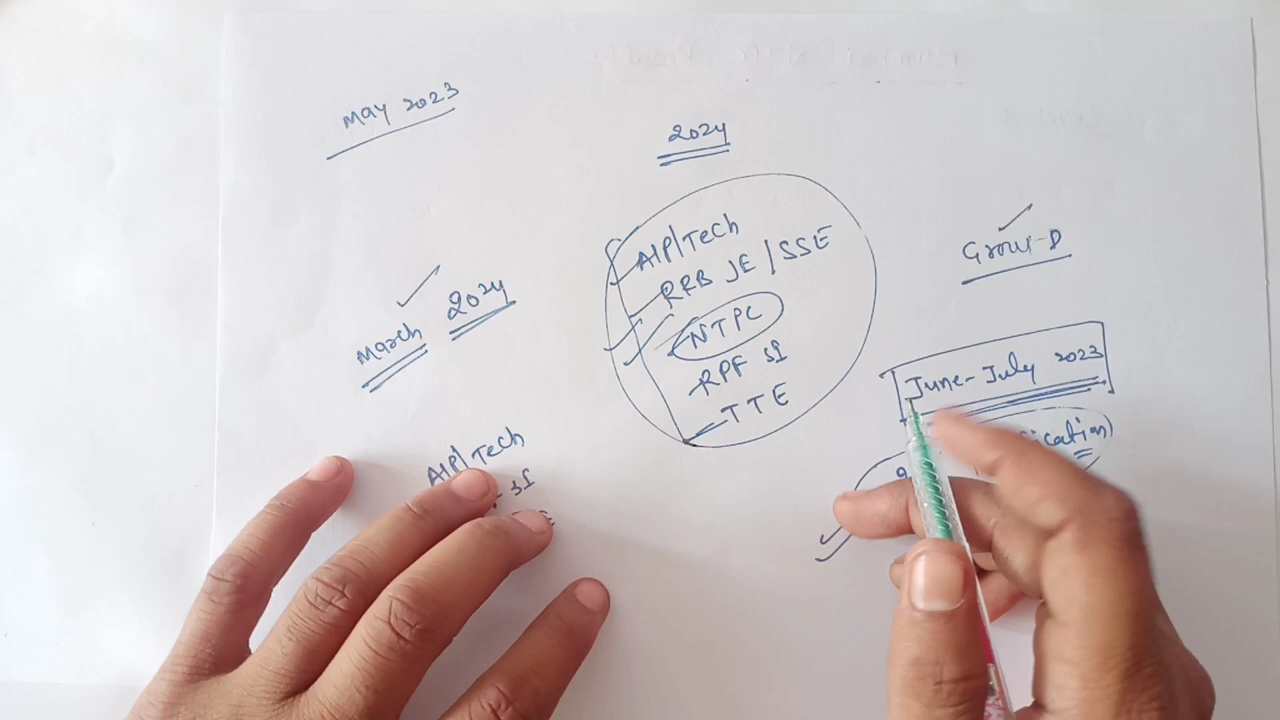 May 2023
2024
Group-D
AlP/Tech
RRB JE / SSE
NTPC
RPF SI
TTE
March 2024
June-July 2023
AlP/Tech
SI